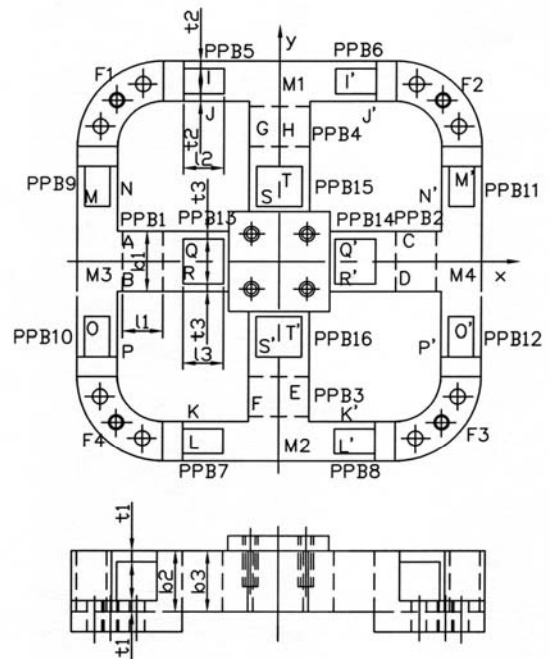 t2
y
PPB5
PPB6
F1
I
M1
I'
F2
J
J'
t2
G
H
PPB4
l2
PPB9
M
N
t3
S
T
PPB15
N'
M'
PPB11
PPB1
PPB13
PPB14
PPB2
A
Q
Q'
C
M3
b1
M4
x
B
R
R'
D
PPB10
O
P
l1
l3
t3
S'
T'
PPB16
P'
O'
PPB12
E
PPB3
F
F4
K
K'
F3
L
M2
L'
PPB7
PPB8
t1
b2
b3
t1